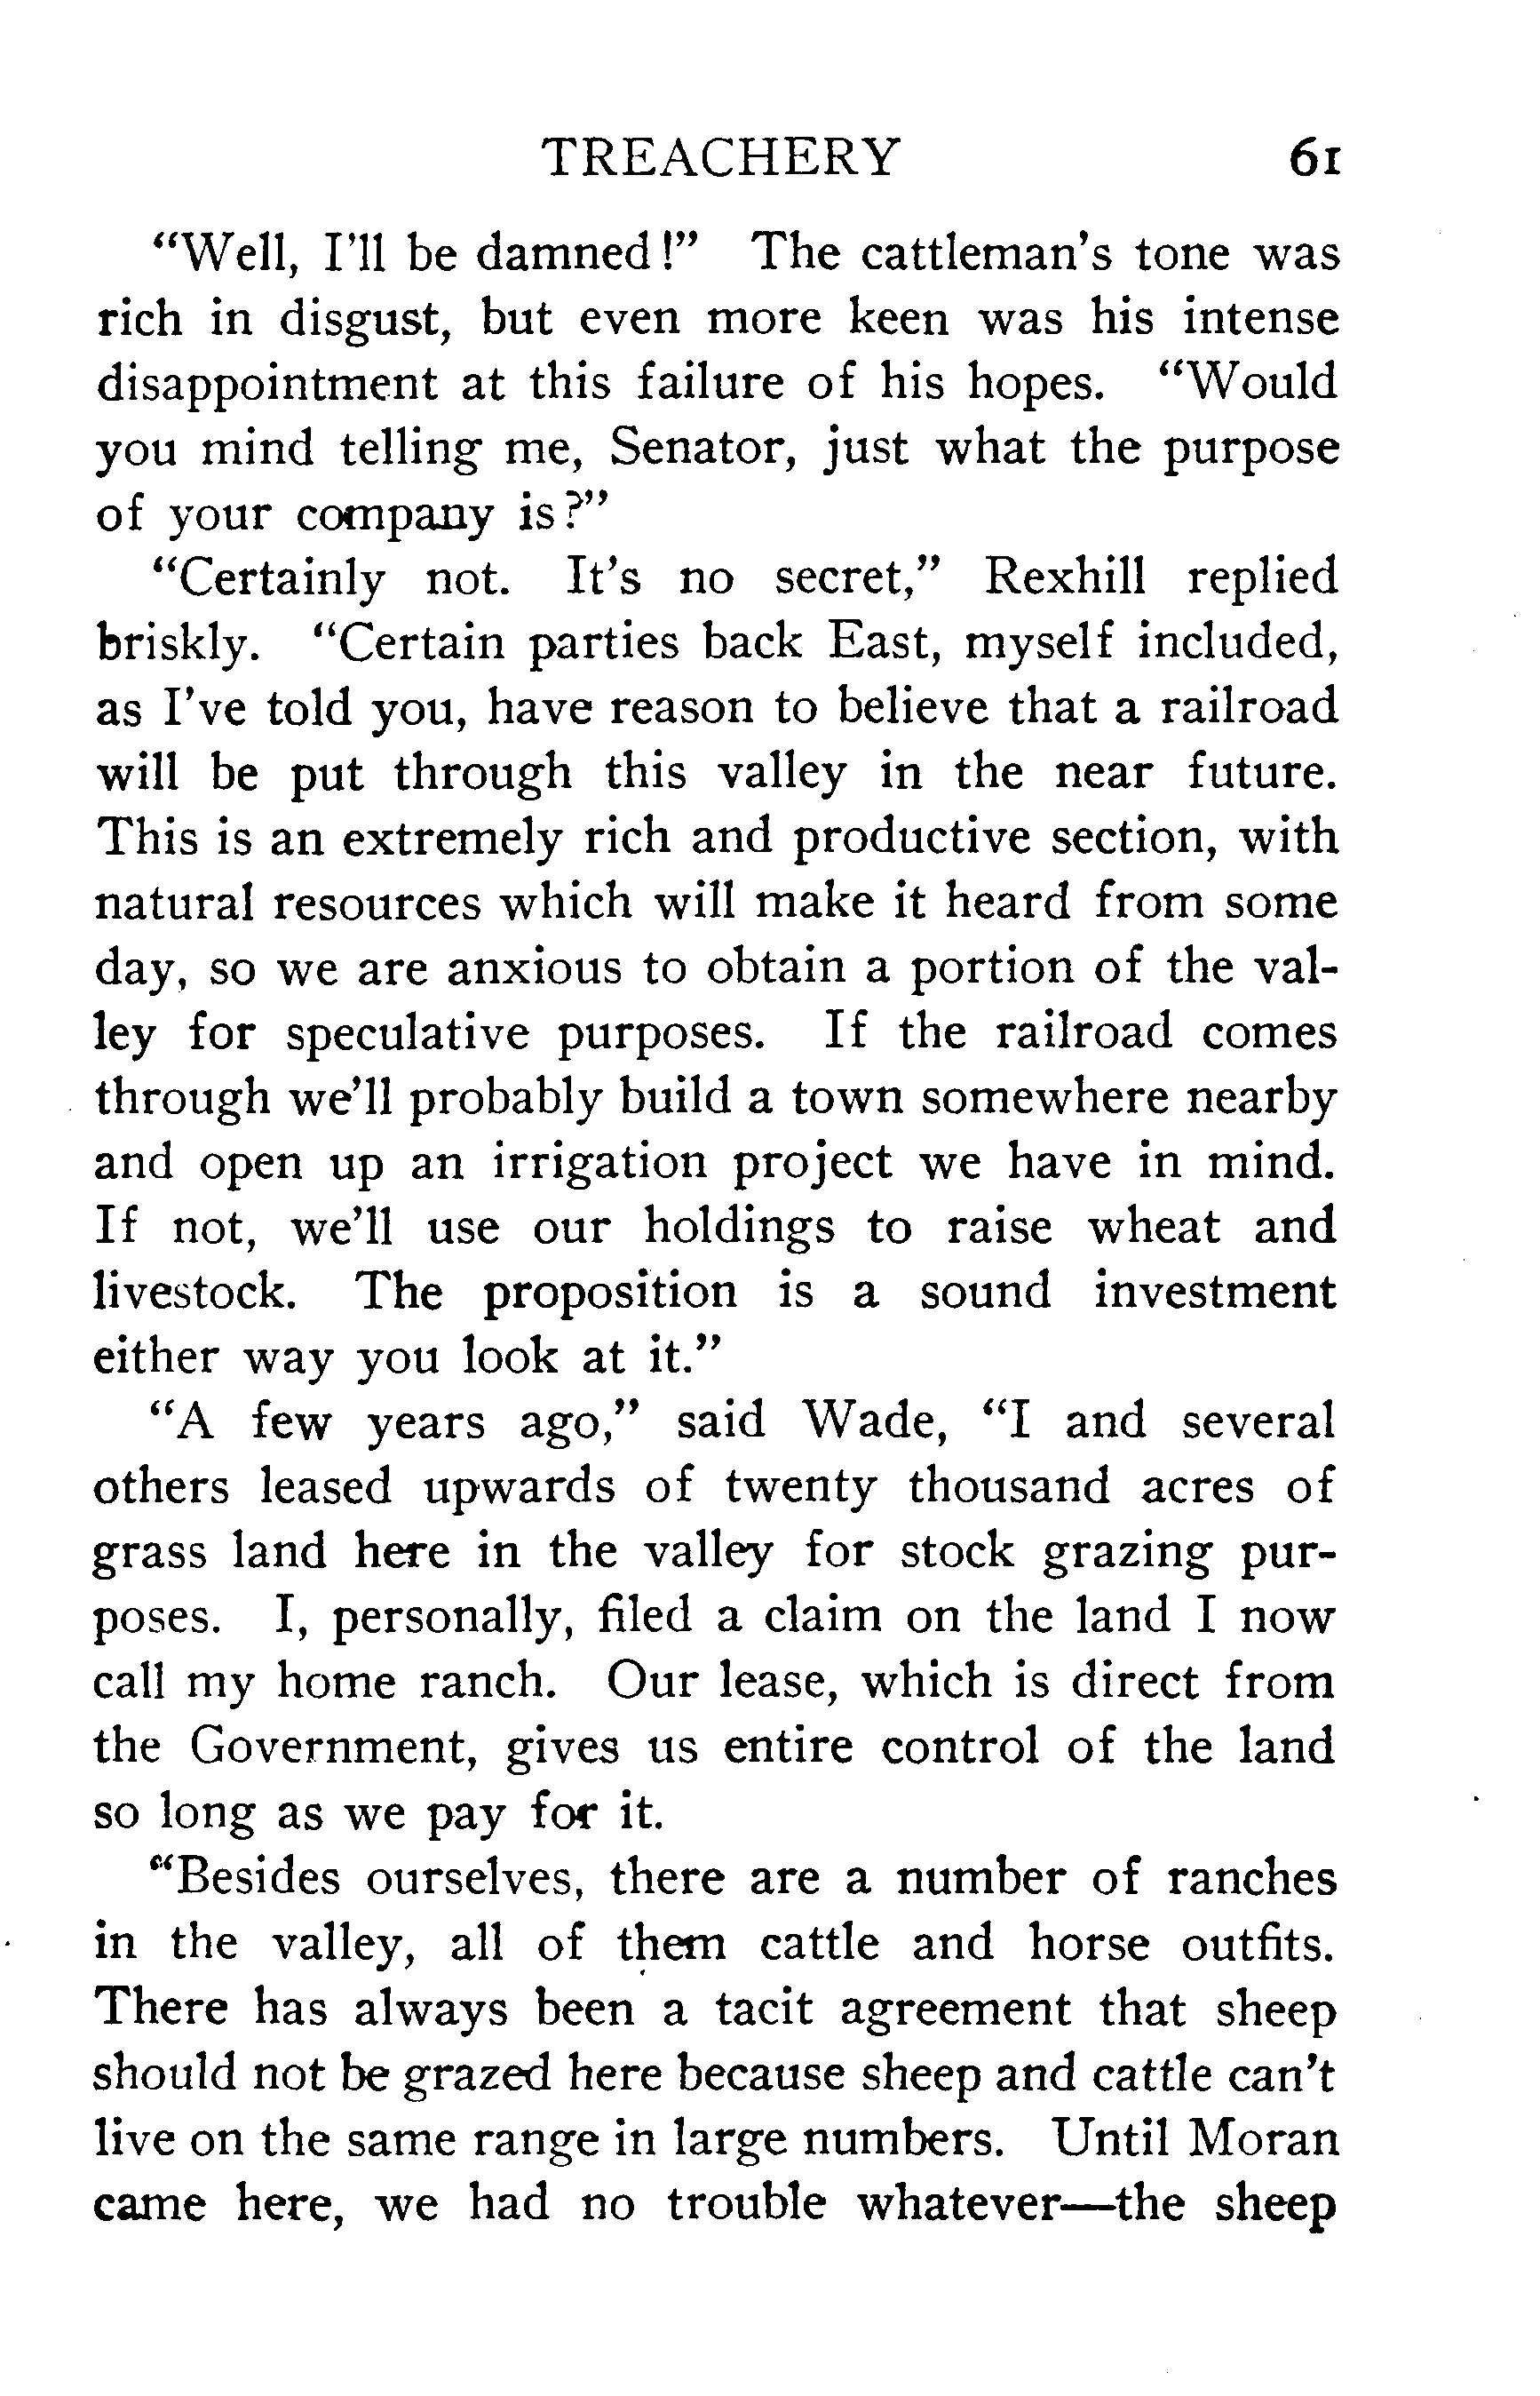 TREACHERY 61
“Well, I’ll be damned!” The cattleman’s tone was
rich in disgust, but even more keen was his intense
disappointment at this failure of his hopes. “Would
you mind telling me, Senator, just what the purpose
of your company is?”
“Certainly not. It’s no secret,” Rexhill replied
briskly. “Certain parties back East, myself included,
as I’ve told you, have reason to believe that a railroad
will be put through this valley in the near future.
This is an extremely rich and productive section, with
natural resources which will make it heard from some
day, so we are anxious to obtain a portion of the val-
ley for speculative purposes. If the railroad comes
through we’ll probably build a town somewhere nearby
and open up an irrigation project we have in mind.
If not, we’ll use our holdings to raise wheat and
livestock. The proposition is a sound investment
either way you look at it.”
“A few years ago,” said Wade, “I and several
others leased upwards of twenty thousand acres of
grass land here in the valley for stock grazing pur-
poses. I, personally, filed a claim on the land I now
call my home ranch. Our lease, which is direct from
the Government, gives us entire control of the land
so long as we pay for it.
“Besides ourselves, there are a number of ranches
in the valley, all of them cattle and horse outfits.
There has always been a tacit agreement that sheep
should not be grazed here because sheep and cattle can’t
live on the same range in large numbers. Until Moran
came here, we had no trouble whatever—the sheep